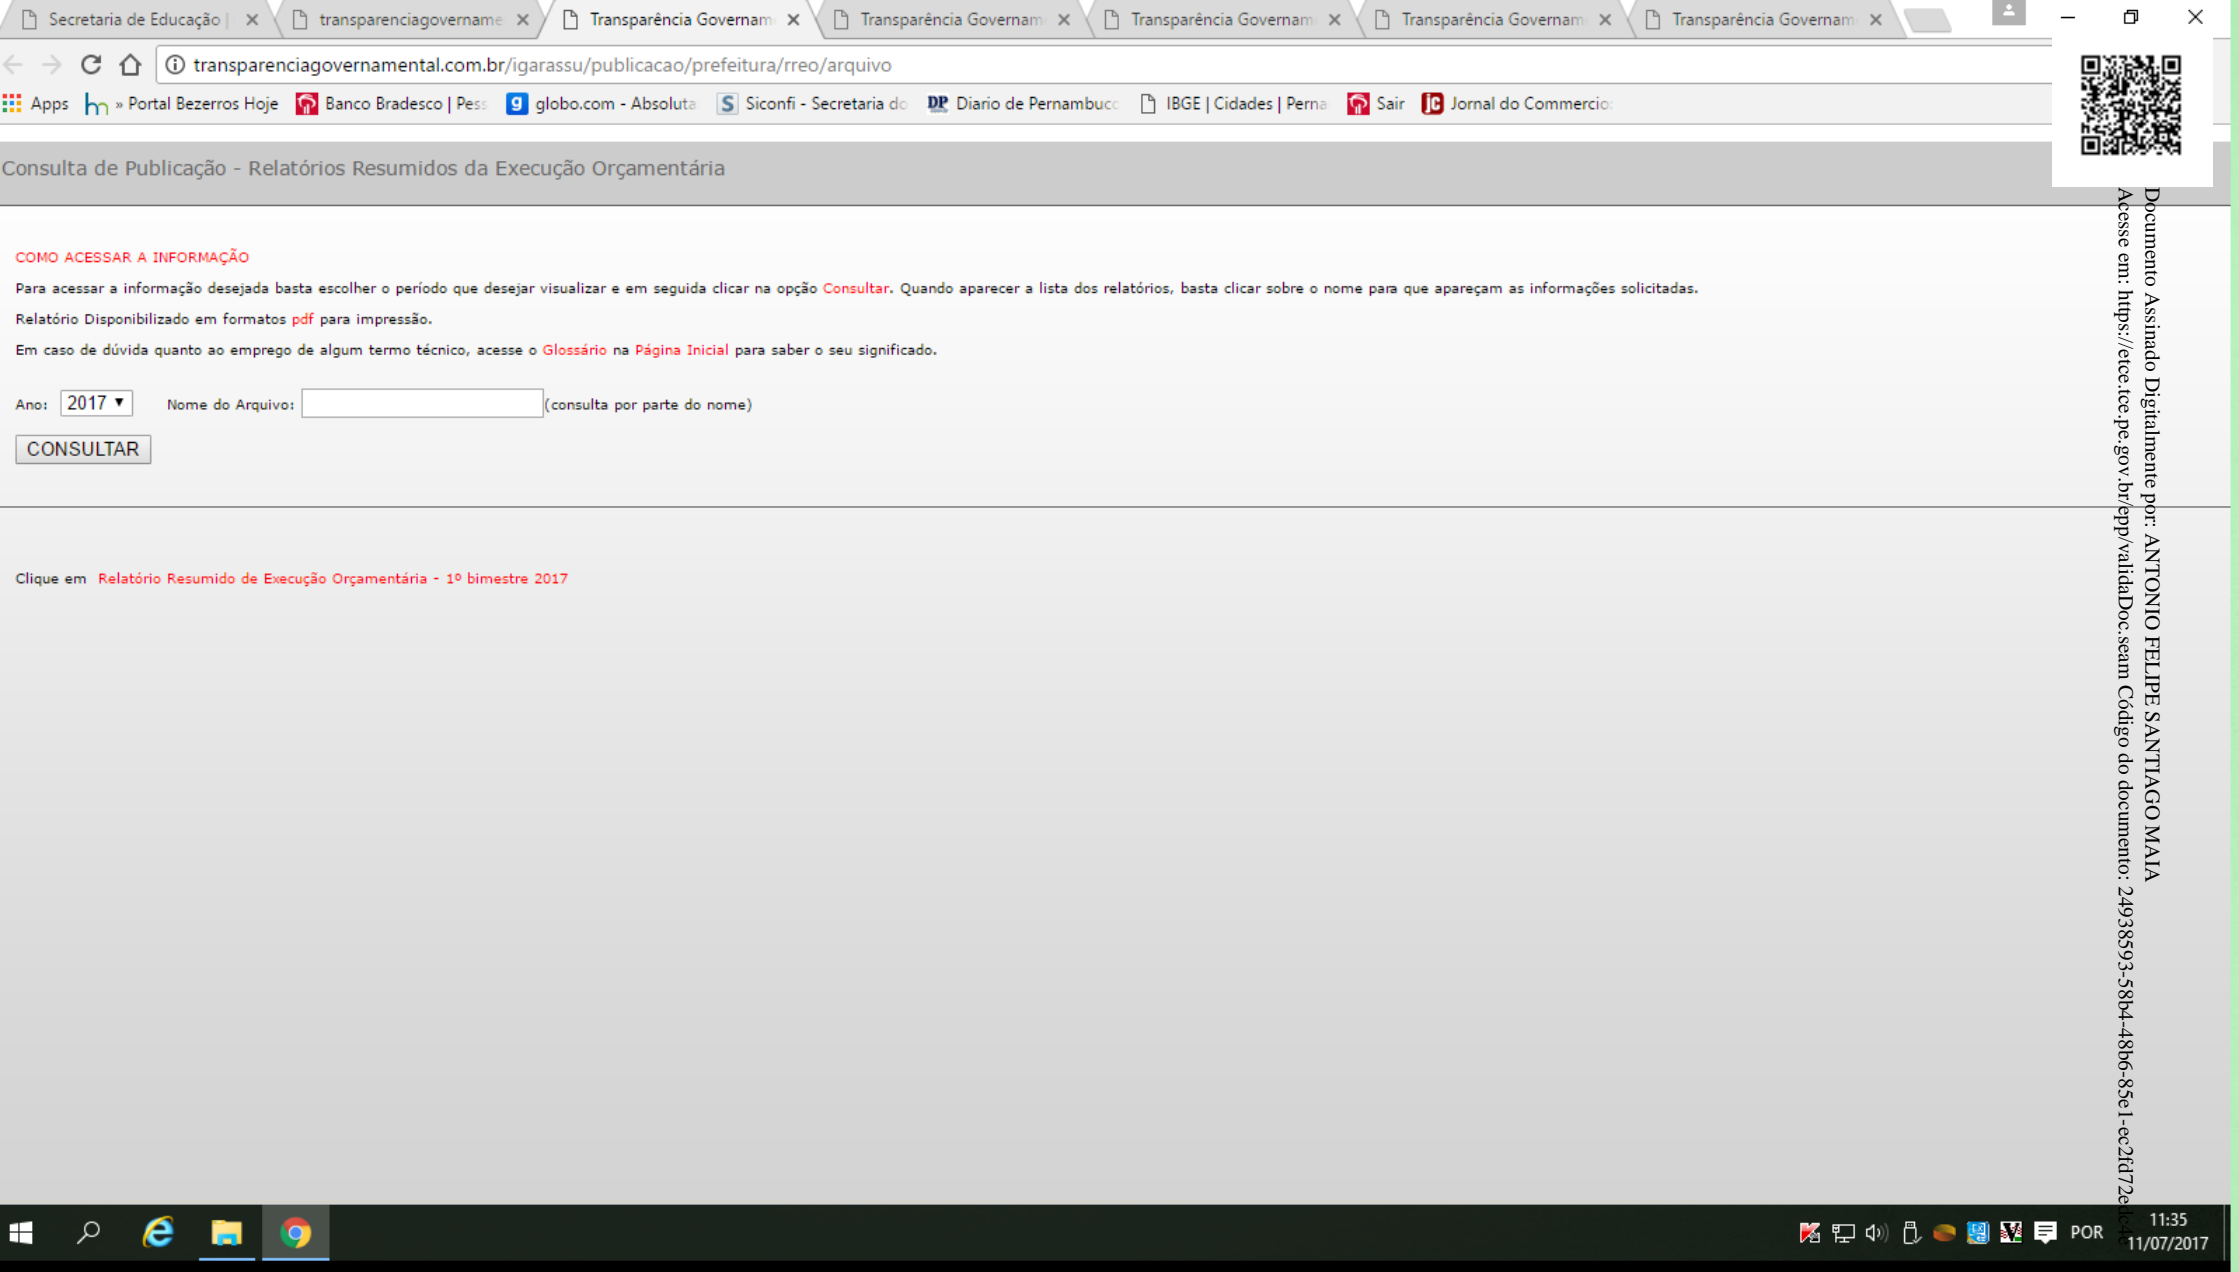 Secretaria de Educação |
transparenciagovername
Transparência Governam
Transparência Governam
Transparência Governam
Transparência Governam
Transparência Governam
transparenciagovernamental.com.br/igarassu/publicacao/prefeitura/rreo/arquivo
Apps
» Portal Bezerros Hoje
Banco Bradesco | Pess
globo.com - Absoluta
Siconfi - Secretaria do
DP Diario de Pernambuco
IBGE | Cidades | Perna
Sair
Jornal do Commercio
Consulta de Publicação - Relatórios Resumidos da Execução Orçamentária
COMO ACESSAR A INFORMAÇÃO
Para acessar a informação desejada basta escolher o período que desejar visualizar e em seguida clicar na opção Consultar. Quando aparecer a lista dos relatórios, basta clicar sobre o nome para que apareçam as informações solicitadas.
Relatório Disponibilizado em formatos pdf para impressão.
Em caso de dúvida quanto ao emprego de algum termo técnico, acesse o Glossário na Página Inicial para saber o seu significado.
Ano: 2017 Nome do Arquivo: (consulta por parte do nome)
CONSULTAR
Clique em Relatório Resumido de Execução Orçamentária - 1º bimestre 2017
Documento Assinado Digitalmente por: ANTONIO FELIPE SANTIAGO MAIA
Acesse em: https://etce.tce.pe.gov.br/epp/validaDoc.seam Código do documento: 24938593-58b4-48b6-85e1-ec2fd72edc4e
POR
11:35
11/07/2017